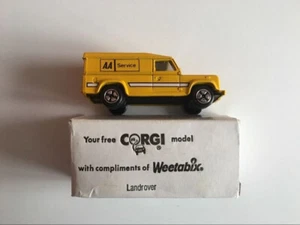 AA Service
Your free CORGI ® model
with compliments of Weetabix®
Landrover